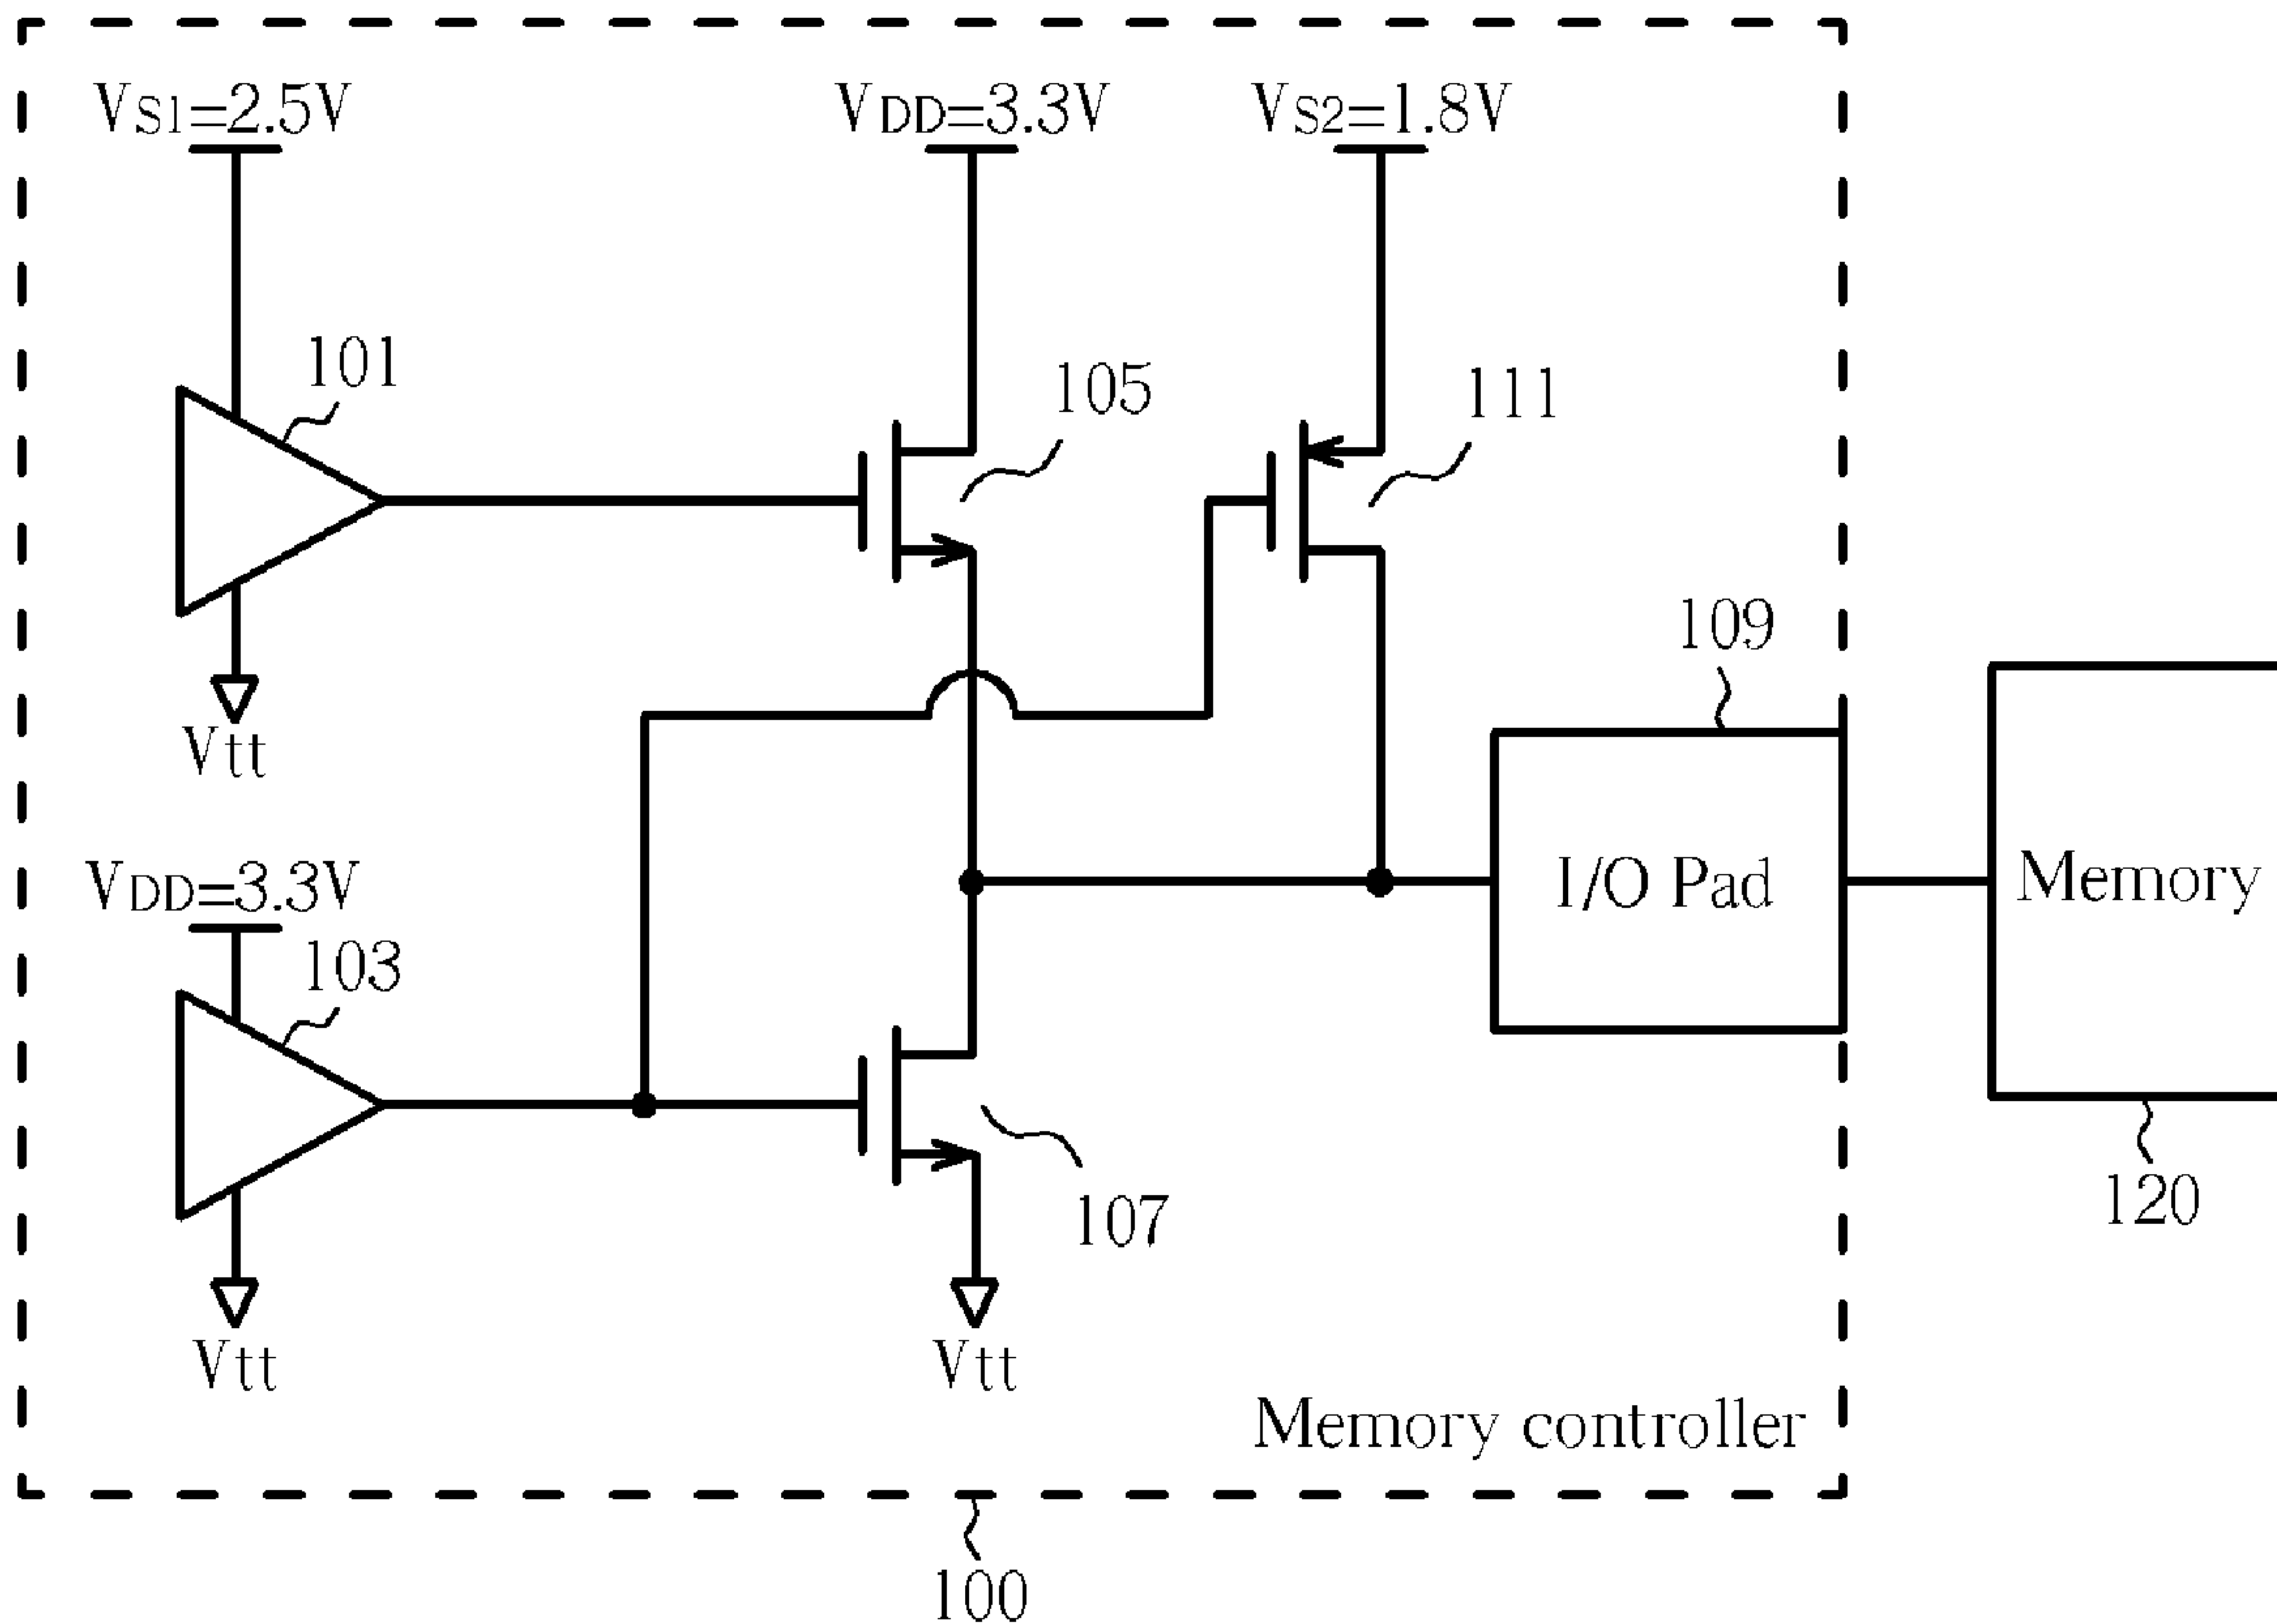 VS1=2.5V
VDD=3.3V
VS2=1.8V
101
105
111
109
Vtt
VDD=3.3V
103
I/O Pad
Memory
107
120
Vtt
Vtt
Memory controller
100